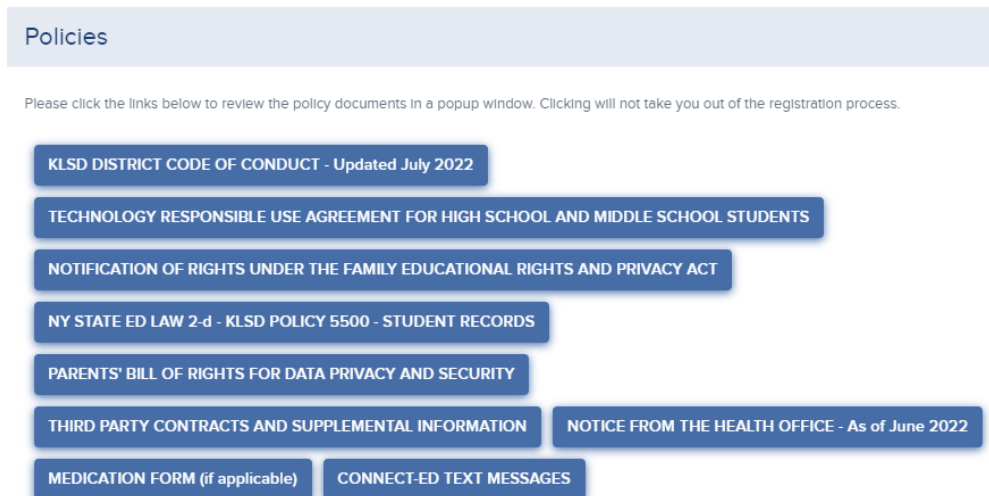 Policies
Please click the links below to review the policy documents in a popup window. Clicking will not take you out of the registration process.
KLSD DISTRICT CODE OF CONDUCT - Updated July 2022
TECHNOLOGY RESPONSIBLE USE AGREEMENT FOR HIGH SCHOOL AND MIDDLE SCHOOL STUDENTS
NOTIFICATION OF RIGHTS UNDER THE FAMILY EDUCATIONAL RIGHTS AND PRIVACY ACT
NY STATE ED LAW 2-d - KLSD POLICY 5500 - STUDENT RECORDS
PARENTS' BILL OF RIGHTS FOR DATA PRIVACY AND SECURITY
THIRD PARTY CONTRACTS AND SUPPLEMENTAL INFORMATION NOTICE FROM THE HEALTH OFFICE - As of June 2022
MEDICATION FORM (if applicable) CONNECT-ED TEXT MESSAGES